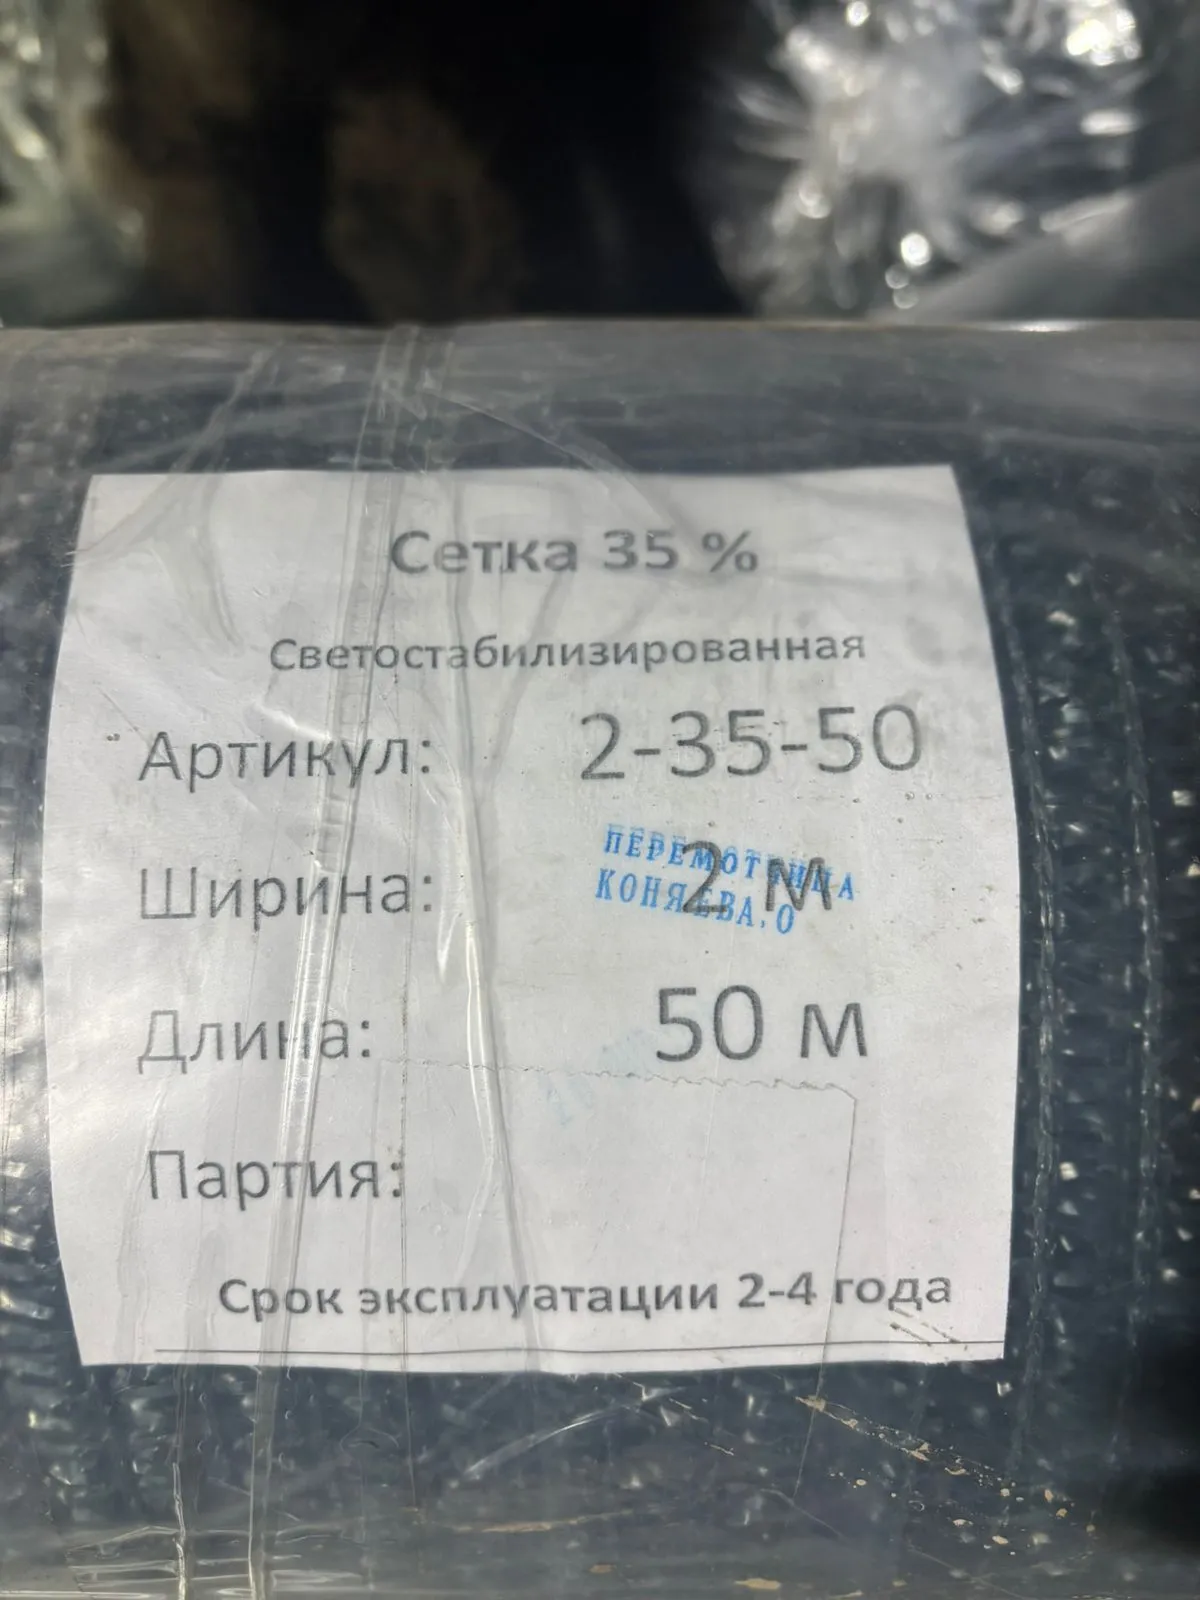 Сетка 35 %
Светостабилизированная
Артикул: 2-35-50
Ширина: 2 м
ПЕРЕМОТЧИЦА
КОНЯЕВА.О
Длина: 50 м
Партия:
Срок эксплуатации 2-4 года